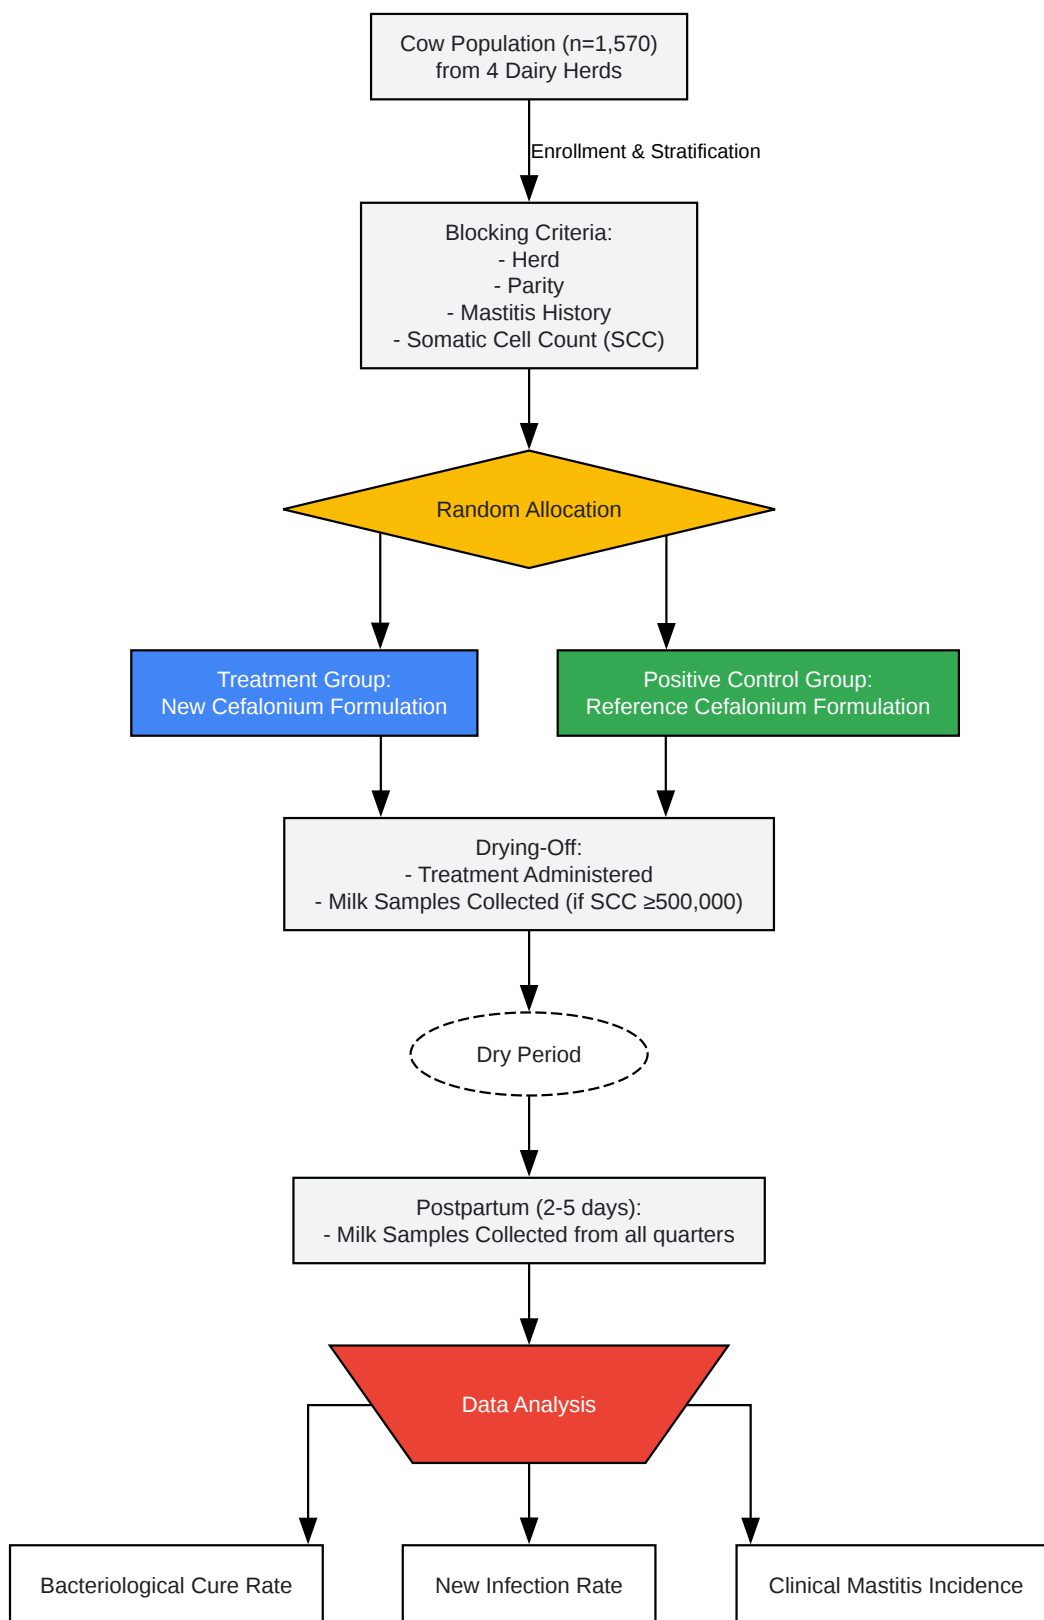 Cow Population (n=1,570)
from 4 Dairy Herds
Enrollment & Stratification
Blocking Criteria:
- Herd
- Parity
- Mastitis History
- Somatic Cell Count (SCC)
Random Allocation
Treatment Group:
New Cefalonium Formulation
Positive Control Group:
Reference Cefalonium Formulation
Drying-Off:
- Treatment Administered
- Milk Samples Collected (if SCC ≥500,000)
Dry Period
Postpartum (2-5 days):
- Milk Samples Collected from all quarters
Data Analysis
Bacteriological Cure Rate
New Infection Rate
Clinical Mastitis Incidence